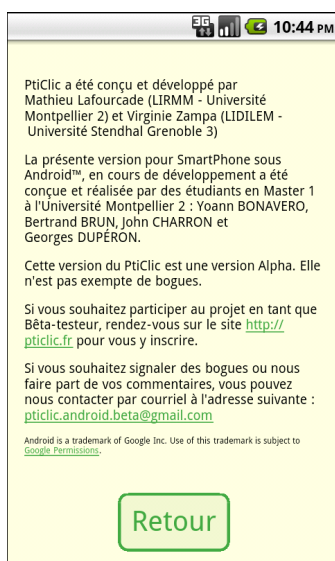 3G 10:44 PM
PtiClic a été conçu et développé par
Mathieu Lafourcade (LIRMM - Université
Montpellier 2) et Virginie Zampa (LIDILEM -
Université Stendhal Grenoble 3)
La présente version pour SmartPhone sous
Android™, en cours de développement a été
conçue et réalisée par des étudiants en Master 1
à l'Université Montpellier 2 : Yoann BONAVERO,
Bertrand BRUN, John CHARRON et
Georges DUPÉRON.
Cette version du PtiClic est une version Alpha. Elle
n'est pas exempte de bogues.
Si vous souhaitez participer au projet en tant que
Bêta-testeur, rendez-vous sur le site http://
pticlic.fr pour vous y inscrire.
Si vous souhaitez signaler des bogues ou nous
faire part de vos commentaires, vous pouvez
nous contacter par courriel à l'adresse suivante :
pticlic.android.beta@gmail.com
Android is a trademark of Google Inc. Use of this trademark is subject to
Google Permissions.
Retour